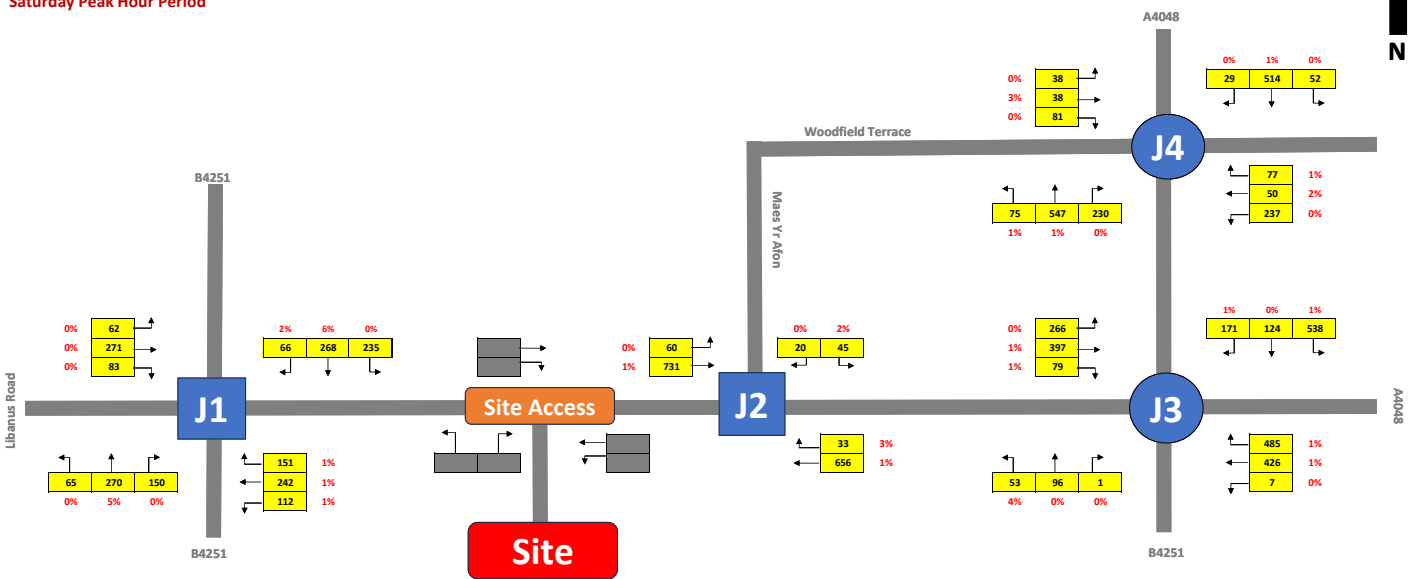 Saturday Peak Hour Period
A4048
N
0% 1% 0%
29 514 52
0% 38
3% 38
0% 81
Woodfield Terrace
J4
B4251
77 1%
50 2%
237 0%
Maes Yr Afon
75 547 230
1% 1% 0%
0% 62
0% 271
0% 83
2% 6% 0%
66 268 235
0% 60
1% 731
0% 2%
20 45
0% 266
1% 397
1% 79
1% 0% 1%
171 124 538
Libanus Road
J1
Site Access
J2
J3
A4048
65 270 150
0% 5% 0%
151 1%
242 1%
112 1%
33 3%
656 1%
53 96 1
4% 0% 0%
485 1%
426 1%
7 0%
B4251
Site
B4251